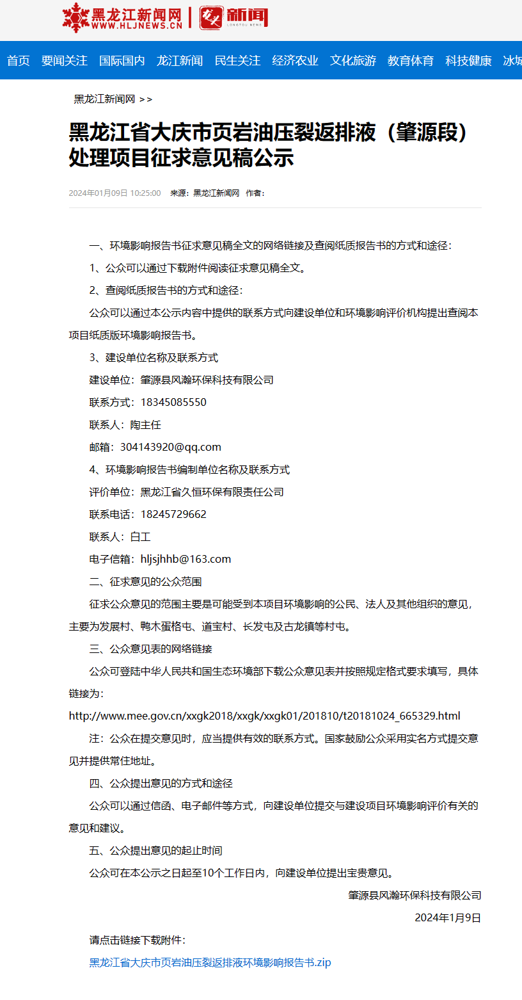 黑龙江新闻网
WWW.HLJNEWS.CN
龙头
新闻
LONGTOU NEWS
首页 要闻关注 国际国内 龙江新闻 民生关注 经济农业 文化旅游 教育体育 科技健康 冰城
黑龙江新闻网 >>
黑龙江省大庆市页岩油压裂返排液（肇源段）
处理项目征求意见稿公示
2024年01月09日 10:25:00 来源：黑龙江新闻网 作者：
一、环境影响报告书征求意见稿全文的网络链接及查阅纸质报告书的方式和途径：
1、公众可以通过下载附件阅读征求意见稿全文。
2、查阅纸质报告书的方式和途径：
公众可以通过本公示内容中提供的联系方式向建设单位和环境影响评价机构提出查阅本
项目纸质版环境影响报告书。
3、建设单位名称及联系方式
建设单位：肇源县风瀚环保科技有限公司
联系方式：18345085550
联系人：陶主任
邮箱：304143920@qq.com
4、环境影响报告书编制单位名称及联系方式
评价单位：黑龙江省久恒环保有限责任公司
联系电话：18245729662
联系人：白工
电子信箱：hljsjhhb@163.com
二、征求意见的公众范围
征求公众意见的范围主要是可能受到本项目环境影响的公民、法人及其他组织的意见，
主要为发展村、鸭木蛋格屯、道宝村、长发屯及古龙镇等村屯。
三、公众意见表的网络链接
公众可登陆中华人民共和国生态环境部下载公众意见表并按照规定格式要求填写，具体
链接为：
http://www.mee.gov.cn/xxgk2018/xxgk/xxgk01/201810/t20181024_665329.html
注：公众在提交意见时，应当提供有效的联系方式。国家鼓励公众采用实名方式提交意
见并提供常住地址。
四、公众提出意见的方式和途径
公众可以通过信函、电子邮件等方式，向建设单位提交与建设项目环境影响评价有关的
意见和建议。
五、公众提出意见的起止时间
公众可在本公示之日起至10个工作日内，向建设单位提出宝贵意见。
肇源县风瀚环保科技有限公司
2024年1月9日
请点击链接下载附件：
黑龙江省大庆市页岩油压裂返排液环境影响报告书.zip